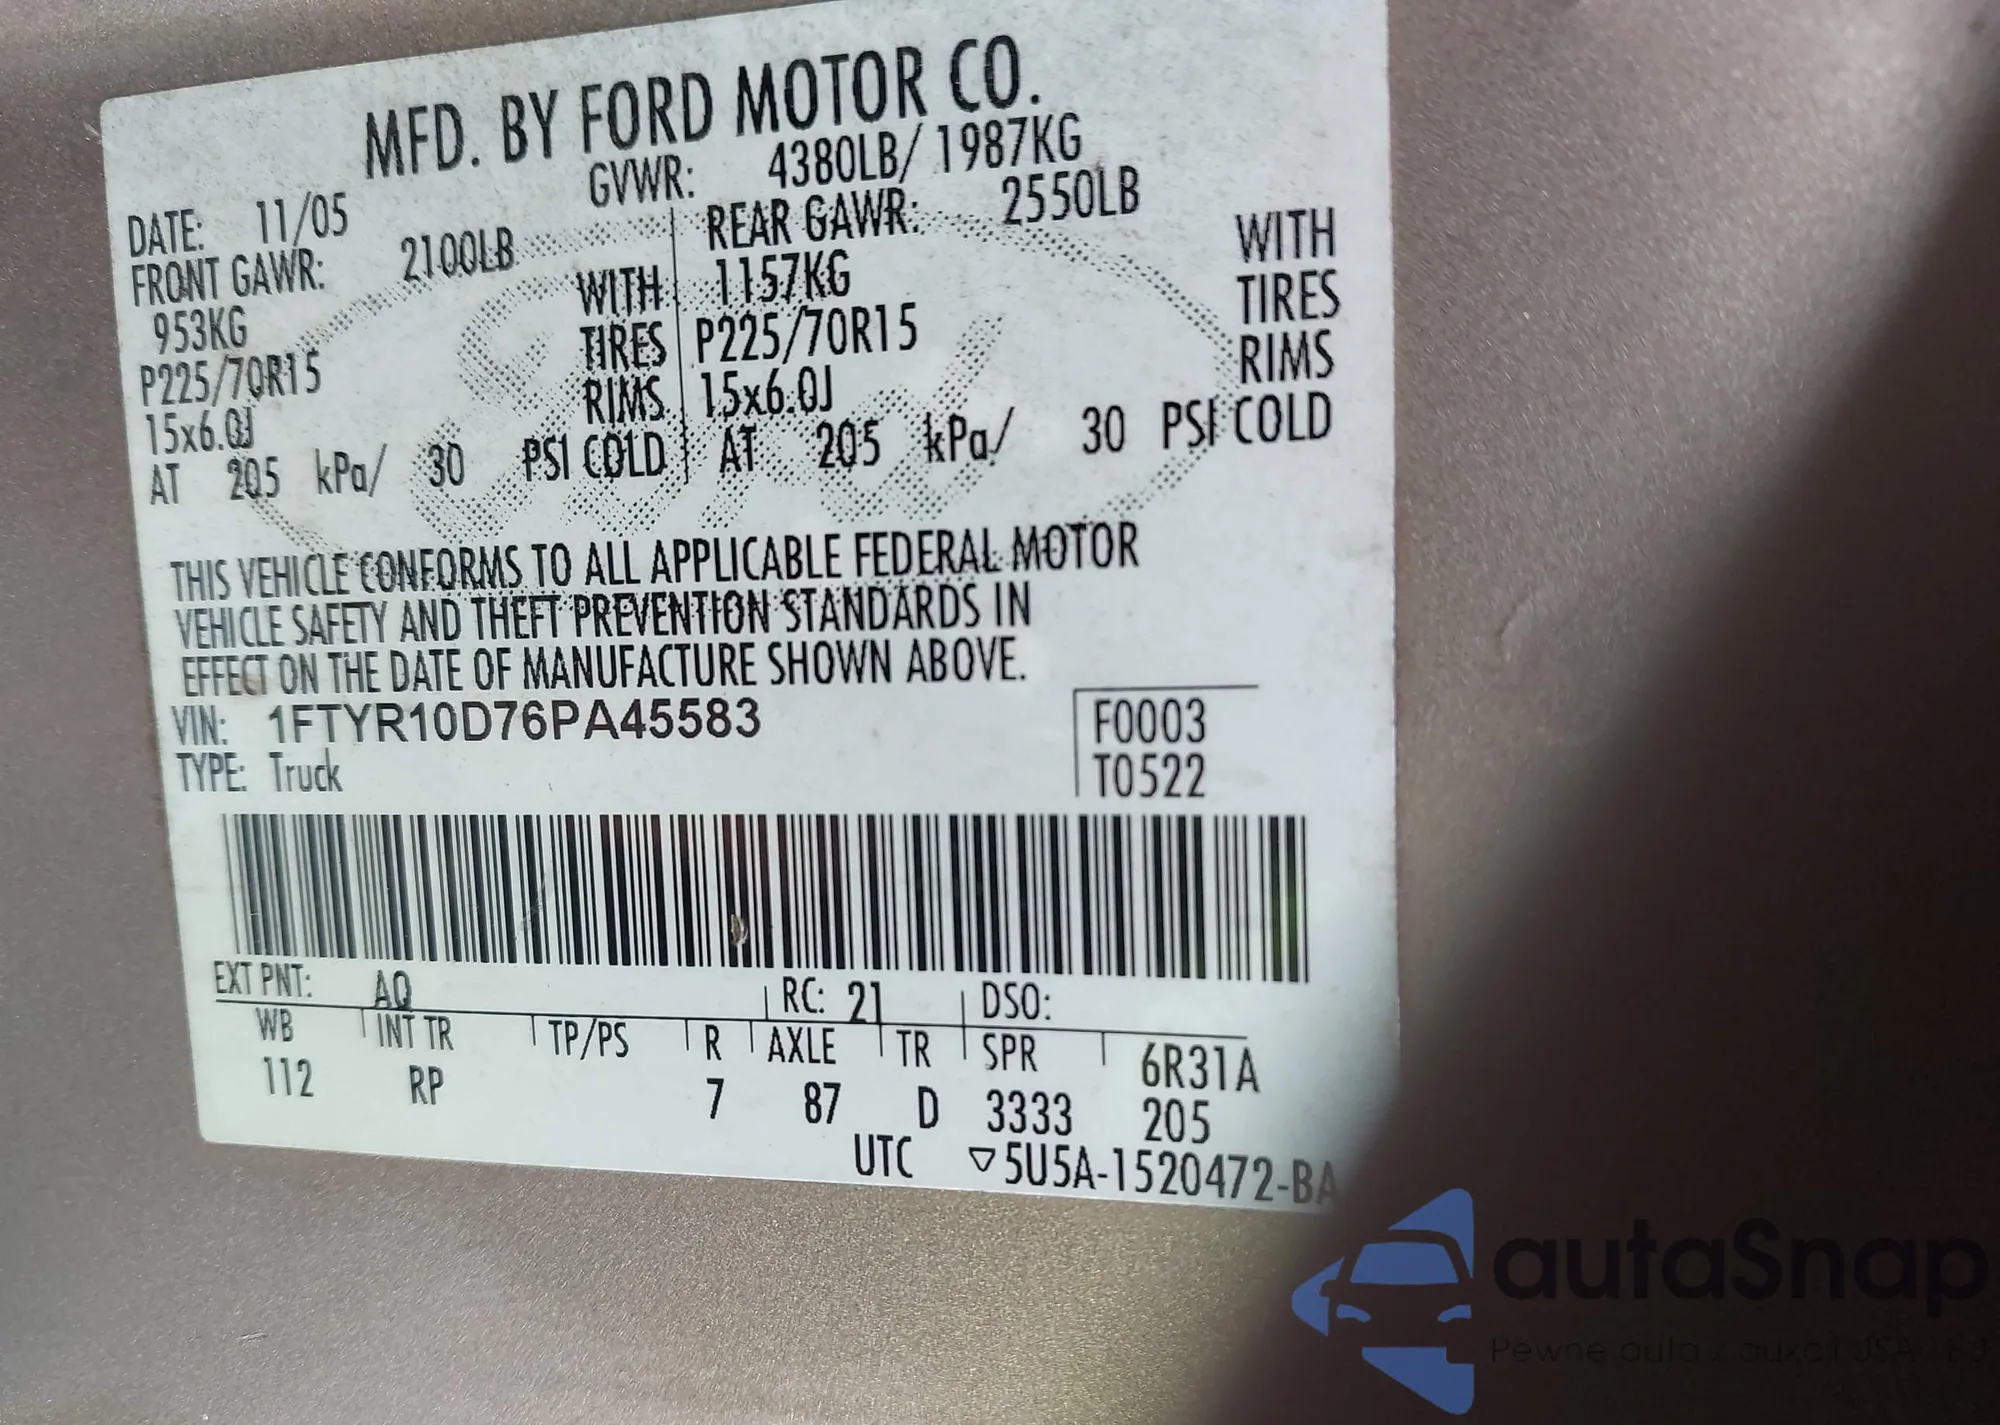 MFD. BY FORD MOTOR CO.
DATE: 11/05 GVWR: 4380LB/ 1987KG
FRONT GAWR: 2100LB REAR GAWR: 2550LB
953KG WITH 1157KG WITH
P225/70R15 TIRES P225/70R15 TIRES
15x6.0J RIMS 15x6.0J RIMS
AT 205 kPa/ 30 PSI COLD AT 205 kPa/ 30 PSI COLD
THIS VEHICLE CONFORMS TO ALL APPLICABLE FEDERAL MOTOR
VEHICLE SAFETY AND THEFT PREVENTION STANDARDS IN
EFFECT ON THE DATE OF MANUFACTURE SHOWN ABOVE.
VIN: 1FTYR10D76PA45583 F0003
TYPE: Truck T0522
EXT PNT: AQ RC: 21 DSO:
WB INT TR TP/PS R AXLE TR SPR 6R31A
112 RP 7 87 D 3333 205
UTC ▽5U5A-1520472-BA
autaSnap
Pewne auta z aukcji USA